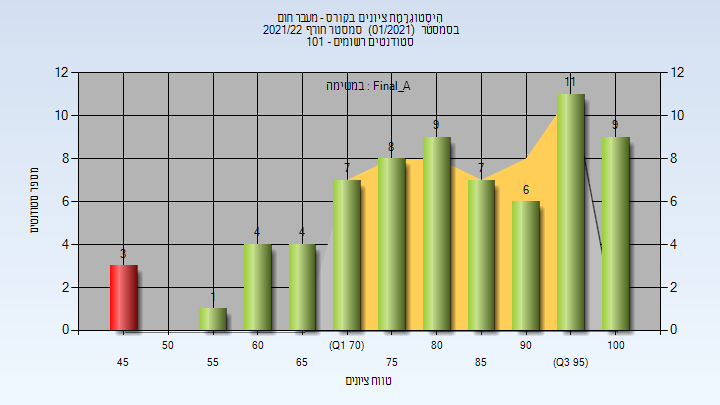 היסטוגרמת ציונים בקורס - מעבר חום
בסמסטר (01/2021) סמסטר חורף 2021/22
סטודנטים רשומים - 101
במשימה : Final_A
מספר סטודנטים
12 12
10 10
8 8
6 6
4 4
2 2
0 0
3 1 4 4 7 8 9 7 6 11 9
45 50 55 60 65 (Q1 70) 75 80 85 90 (Q3 95) 100
טווח ציונים